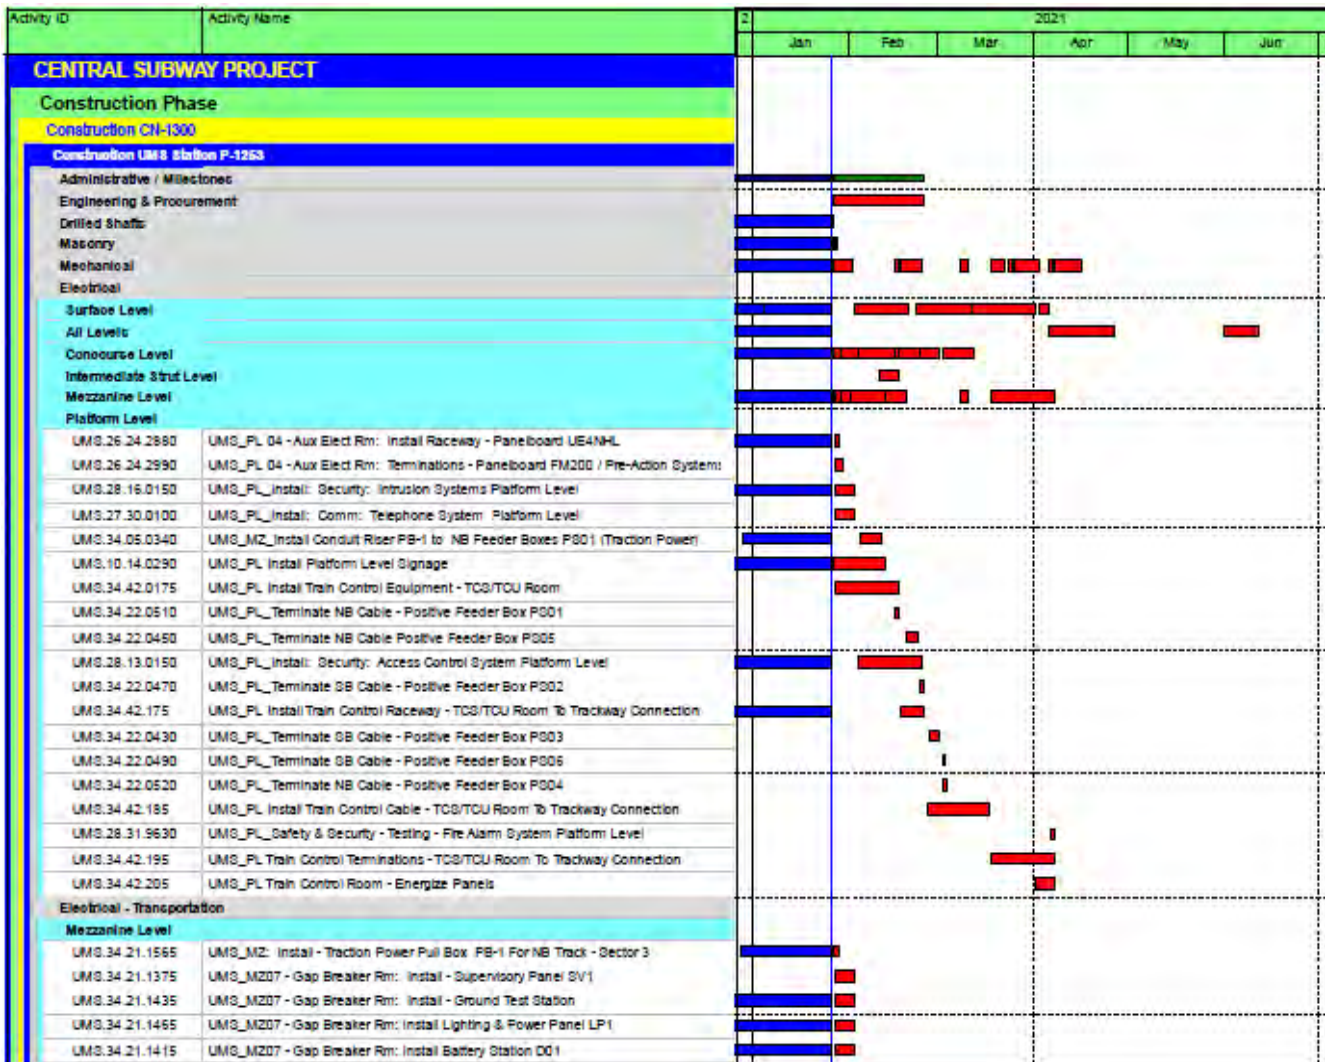 Activity ID Activity Name 2 2021
Jan Feb Mar Apr May Jun
CENTRAL SUBWAY PROJECT
Construction Phase
Construction CN-1300
Construction UMS Station P-1253
Administrative / Milestones
Engineering & Procurement
Drilled Shafts
Masonry
Mechanical
Electrical
Surface Level
All Levels
Concourse Level
Intermediate Strut Level
Mezzanine Level
Platform Level
UMS.26.24.2880 UMS_PL 04 - Aux Elect Rm: Install Raceway - Panelboard UE4NHL
UMS.26.24.2990 UMS_PL 04 - Aux Elect Rm: Terminations - Panelboard FM200 / Pre-Action Systems
UMS.28.16.0150 UMS_PL_Install: Security: Intrusion Systems Platform Level
UMS.27.30.0100 UMS_PL_Install: Comm: Telephone System Platform Level
UMS.34.05.0340 UMS_MZ_Install Conduit Riser PB-1 to NB Feeder Boxes PS01 (Traction Power)
UMS.10.14.0290 UMS_PL Install Platform Level Signage
UMS.34.42.0175 UMS_PL Install Train Control Equipment - TCS/TCU Room
UMS.34.22.0510 UMS_PL_Terminate NB Cable - Positive Feeder Box PS01
UMS.34.22.0450 UMS_PL_Terminate NB Cable Positive Feeder Box PS05
UMS.28.13.0150 UMS_PL_Install: Security: Access Control System Platform Level
UMS.34.22.0470 UMS_PL_Terminate SB Cable - Positive Feeder Box PS02
UMS.34.42.175 UMS_PL Install Train Control Raceway - TCS/TCU Room To Trackway Connection
UMS.34.22.0430 UMS_PL_Terminate SB Cable - Positive Feeder Box PS03
UMS.34.22.0490 UMS_PL_Terminate SB Cable - Positive Feeder Box PS06
UMS.34.22.0520 UMS_PL_Terminate NB Cable - Positive Feeder Box PS04
UMS.34.42.185 UMS_PL Install Train Control Cable - TCS/TCU Room To Trackway Connection
UMS.28.31.9630 UMS_PL_Safety & Security - Testing - Fire Alarm System Platform Level
UMS.34.42.195 UMS_PL Train Control Terminations - TCS/TCU Room To Trackway Connection
UMS.34.42.205 UMS_PL Train Control Room - Energize Panels
Electrical - Transportation
Mezzanine Level
UMS.34.21.1565 UMS_MZ: Install - Traction Power Pull Box PB-1 For NB Track - Sector 3
UMS.34.21.1375 UMS_MZ07 - Gap Breaker Rm: Install - Supervisory Panel SV1
UMS.34.21.1435 UMS_MZ07 - Gap Breaker Rm: Install - Ground Test Station
UMS.34.21.1465 UMS_MZ07 - Gap Breaker Rm: Install Lighting & Power Panel LP1
UMS.34.21.1415 UMS_MZ07 - Gap Breaker Rm: Install Battery Station D01